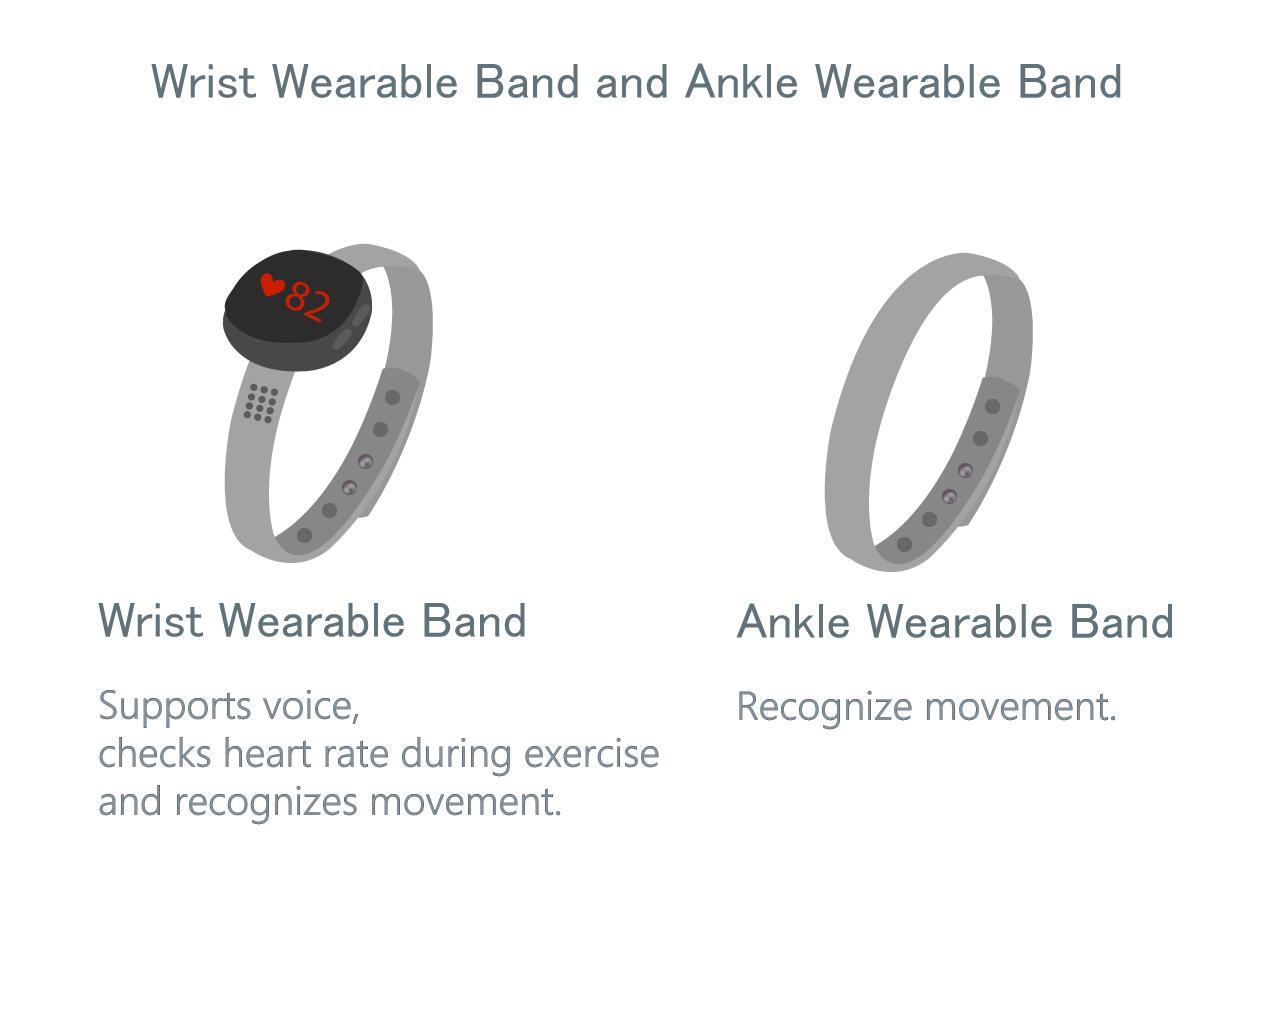 Wrist Wearable Band and Ankle Wearable Band
82
Wrist Wearable Band
Supports voice,
checks heart rate during exercise
and recognizes movement.
Ankle Wearable Band
Recognize movement.